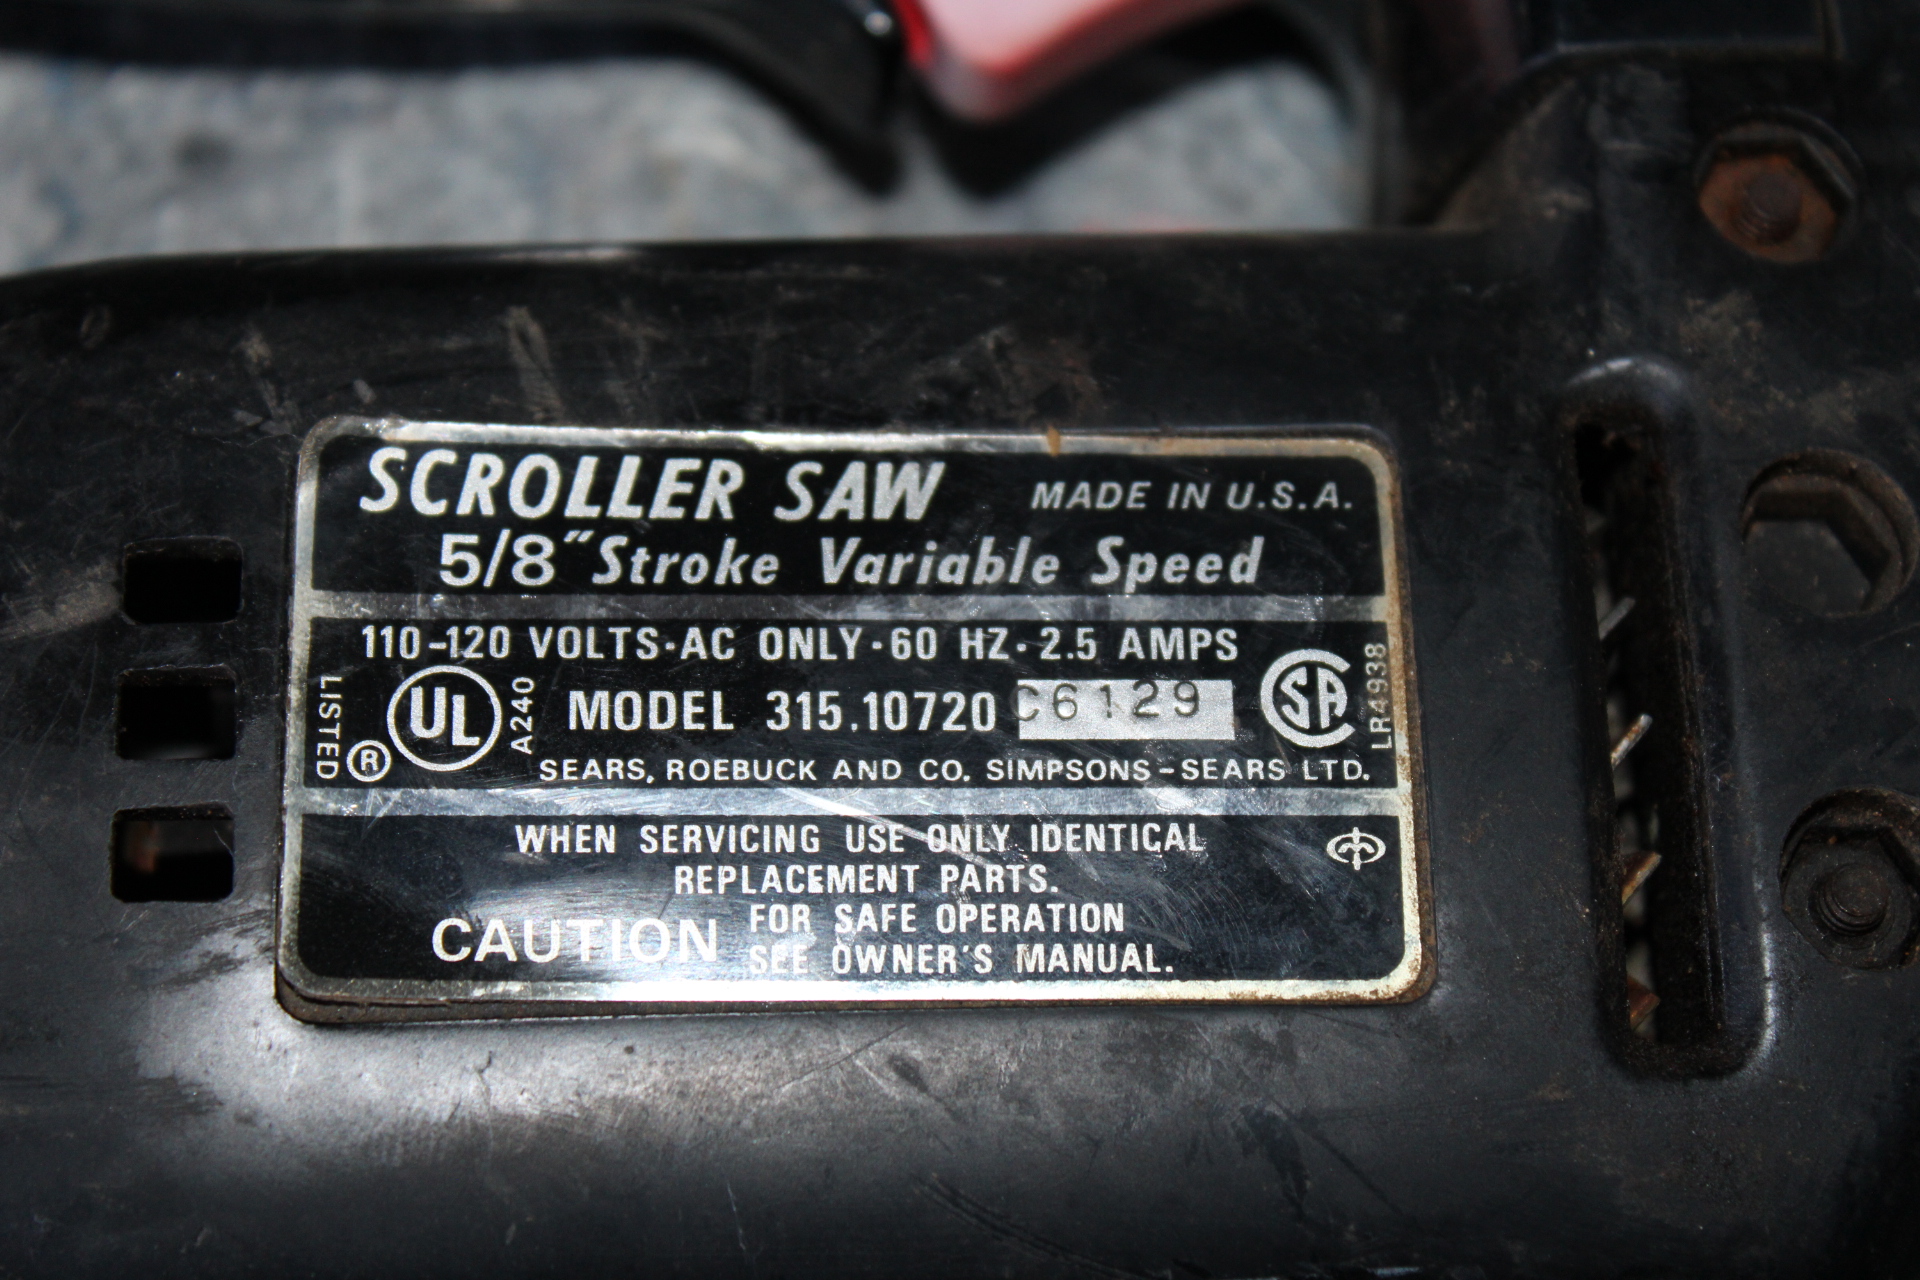 SCROLLER SAW MADE IN U.S.A.
5/8" Stroke Variable Speed
110-120 VOLTS-AC ONLY-60 HZ-2.5 AMPS
LISTED
®
UL
A240
MODEL 315.10720 C6129
CSA
LR4938
SEARS, ROEBUCK AND CO. SIMPSONS-SEARS LTD.
WHEN SERVICING USE ONLY IDENTICAL
REPLACEMENT PARTS.
CAUTION FOR SAFE OPERATION
SEE OWNER'S MANUAL.